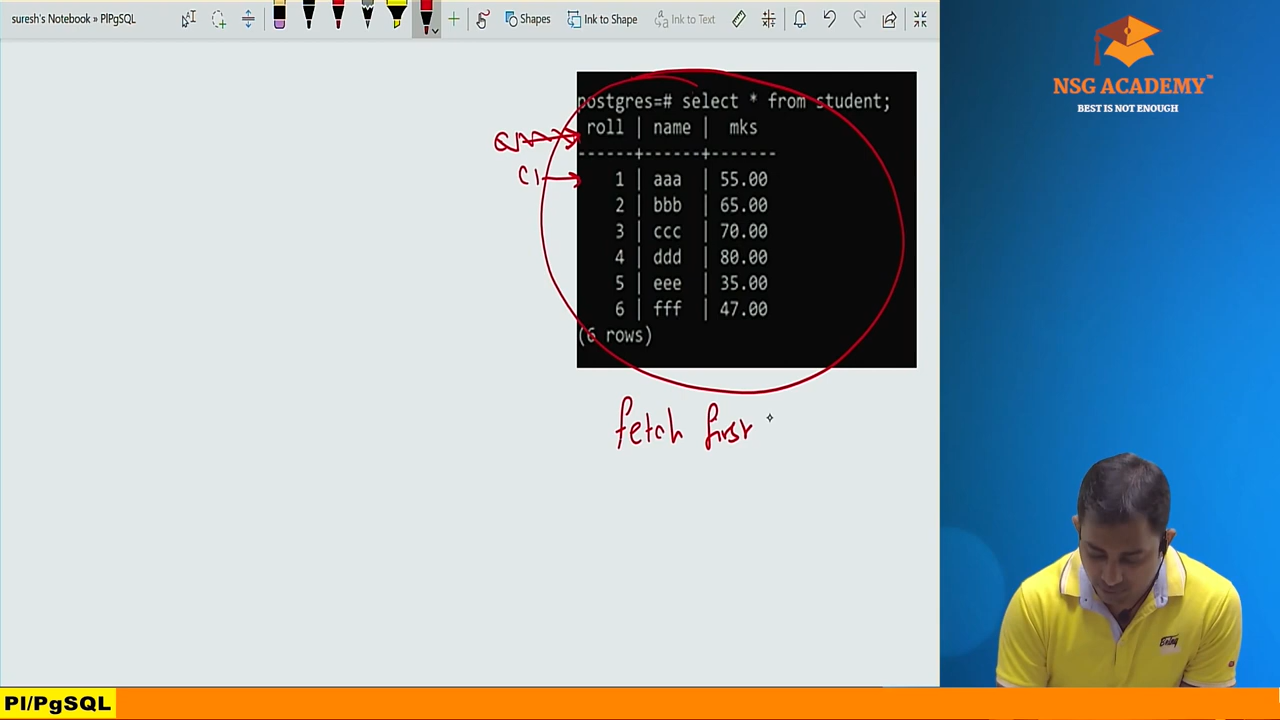 suresh's Notebook » PlPgSQL
Shapes
Ink to Shape
Ink to Text
NSG ACADEMY™
BEST IS NOT ENOUGH
postgres=# select * from student;
roll | name | mks
------+------+-------
1 | aaa | 55.00
C1 2 | bbb | 65.00
3 | ccc | 70.00
4 | ddd | 80.00
5 | eee | 35.00
6 | fff | 47.00
(6 rows)
fetch first
Pl/PgSQL